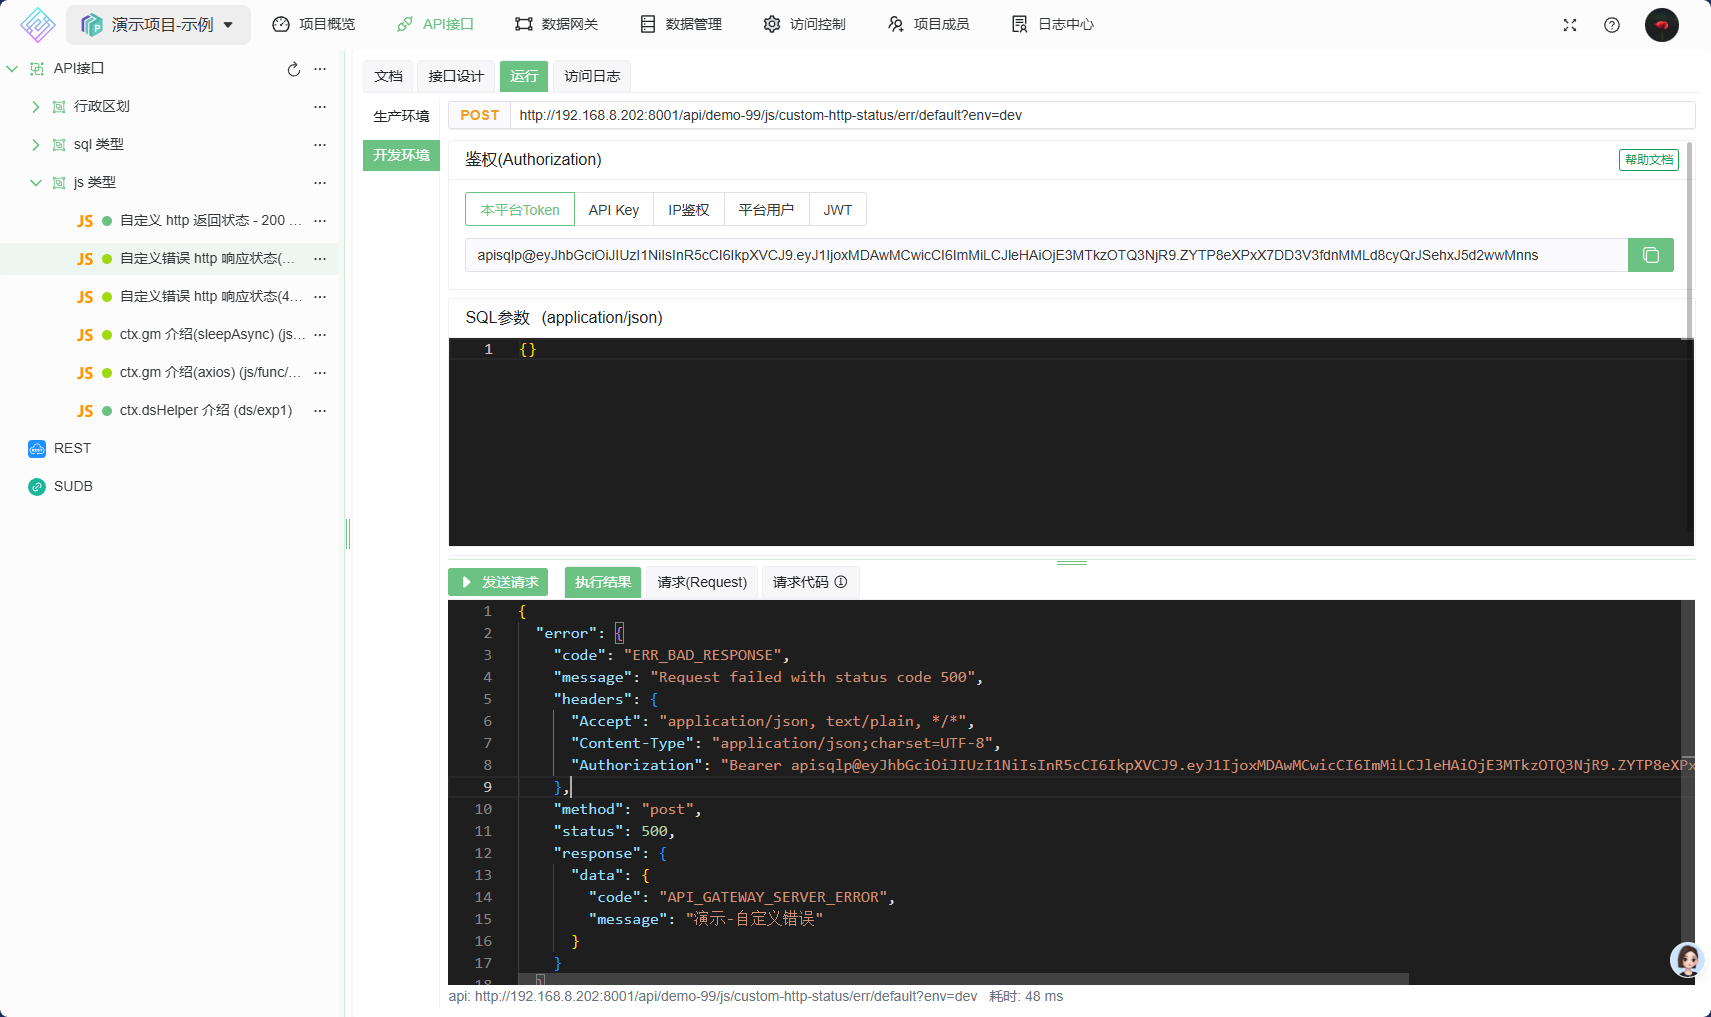 演示项目-示例 项目概览 API接口 数据网关 数据管理 访问控制 项目成员 日志中心
API接口
行政区划
sql 类型
js 类型
JS 自定义 http 返回状态 - 200 ...
JS 自定义错误 http 响应状态(...
JS 自定义错误 http 响应状态(4...
JS ctx.gm 介绍(sleepAsync) (js...
JS ctx.gm 介绍(axios) (js/func/...
JS ctx.dsHelper 介绍 (ds/exp1)
REST
SUDB
文档 接口设计 运行 访问日志
生产环境
开发环境
POST http://192.168.8.202:8001/api/demo-99/js/custom-http-status/err/default?env=dev
鉴权(Authorization) 帮助文档
本平台Token API Key IP鉴权 平台用户 JWT
apisqlp@eyJhbGciOiJIUzI1NiIsInR5cCI6IkpXVCJ9.eyJ1IjoxMDAwMCwicCI6ImMiLCJleHAiOjE3MTkzOTQ3NjR9.ZYTP8eXPxX7DD3V3fdnMMLd8cyQrJSehxJ5d2wwMnns
SQL参数 (application/json)
1 {}
发送请求 执行结果 请求(Request) 请求代码
1 {
2 "error": {
3 "code": "ERR_BAD_RESPONSE",
4 "message": "Request failed with status code 500",
5 "headers": {
6 "Accept": "application/json, text/plain, */*",
7 "Content-Type": "application/json;charset=UTF-8",
8 "Authorization": "Bearer apisqlp@eyJhbGciOiJIUzI1NiIsInR5cCI6IkpXVCJ9.eyJ1IjoxMDAwMCwicCI6ImMiLCJleHAiOjE3MTkzOTQ3NjR9.ZYTP8eXPx
9 },
10 "method": "post",
11 "status": 500,
12 "response": {
13 "data": {
14 "code": "API_GATEWAY_SERVER_ERROR",
15 "message": "演示-自定义错误"
16 }
17 }
18 }
api: http://192.168.8.202:8001/api/demo-99/js/custom-http-status/err/default?env=dev 耗时: 48 ms